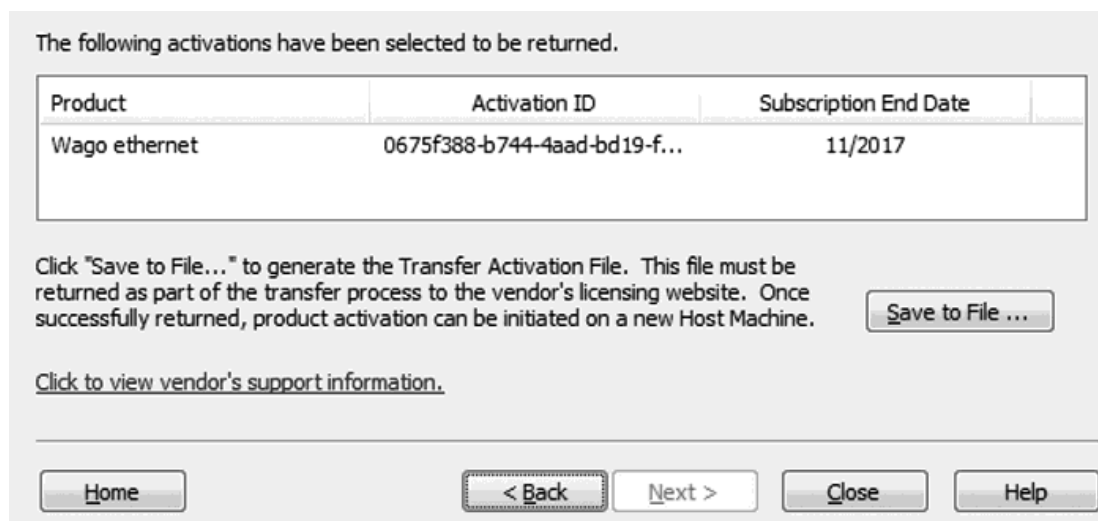 The following activations have been selected to be returned.
Product Activation ID Subscription End Date
Wago ethernet 0675f388-b744-4aad-bd19-f... 11/2017
Click "Save to File..." to generate the Transfer Activation File. This file must be
returned as part of the transfer process to the vendor's licensing website. Once
successfully returned, product activation can be initiated on a new Host Machine.
Save to File ...
Click to view vendor's support information.
Home < Back Next > Close Help